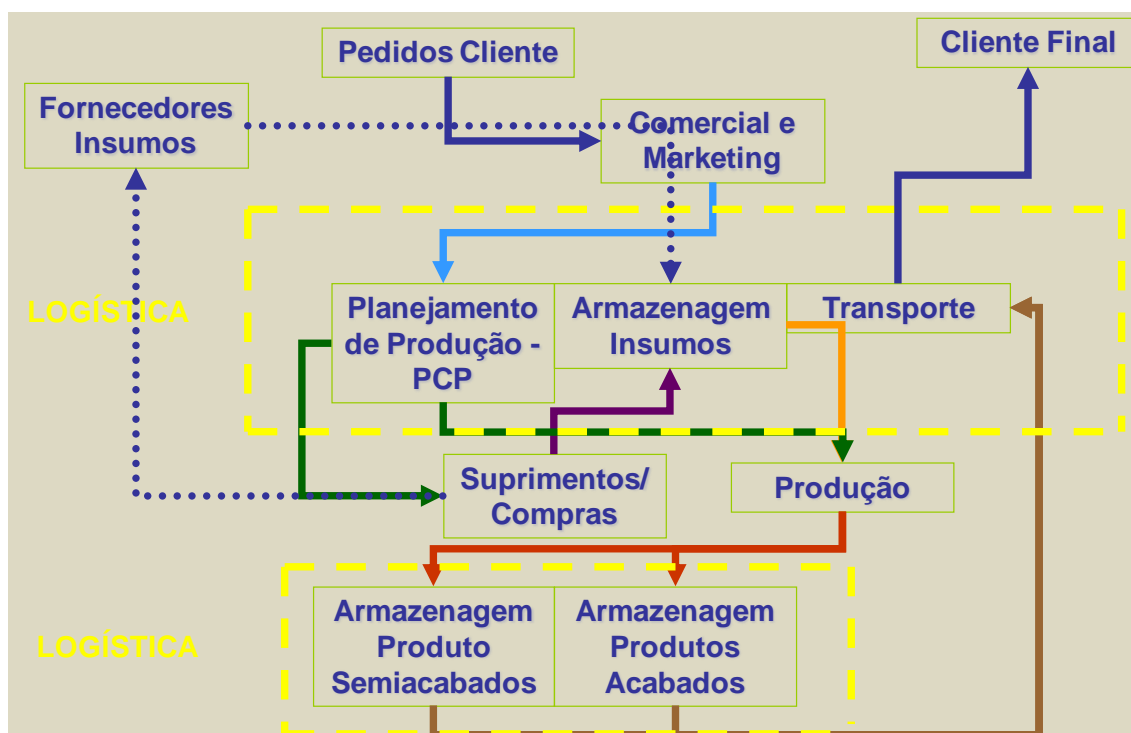 Pedidos Cliente
Cliente Final
Fornecedores
Insumos
Comercial e
Marketing
LOGÍSTICA
Planejamento
de Produção -
PCP
Armazenagem
Insumos
Transporte
Suprimentos/
Compras
Produção
LOGÍSTICA
Armazenagem
Produto
Semiacabados
Armazenagem
Produtos
Acabados